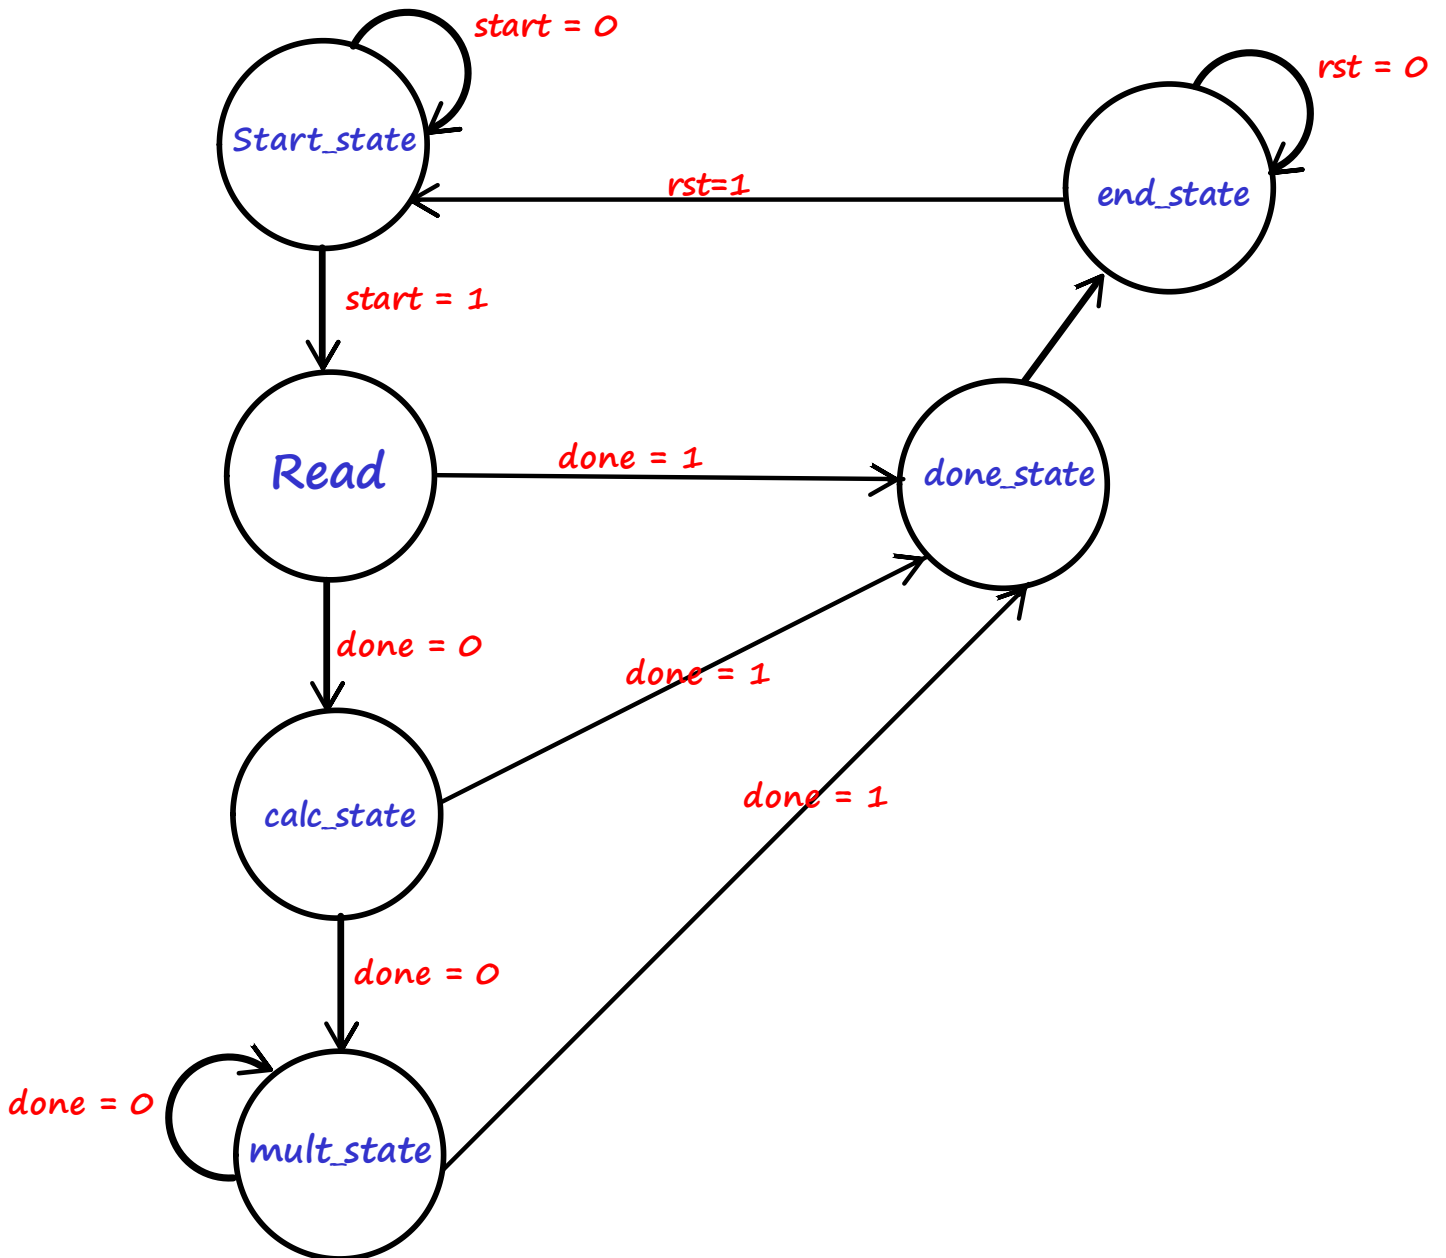 start = 0
rst = 0
Start_state
rst=1
end_state
start = 1
Read
done = 1
done_state
done = 0
done = 1
calc_state
done = 1
done = 0
done = 0
mult_state